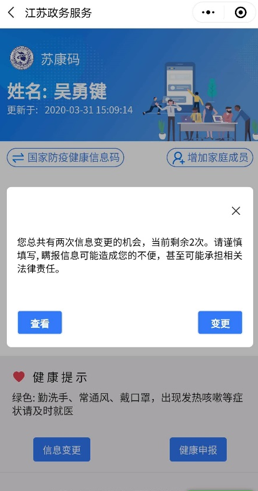 江苏政务服务
苏康码
姓名: 吴勇键
更新于: 2020-03-31 15:09:14
国家防疫健康信息码
增加家庭成员
您总共有两次信息变更的机会，当前剩余2次。请谨慎
填写, 瞒报信息可能造成您的不便，甚至可能承担相关
法律责任。
查看
变更
健康提示
绿色: 勤洗手、常通风、戴口罩，出现发热咳嗽等症
状请及时就医
信息变更
健康申报